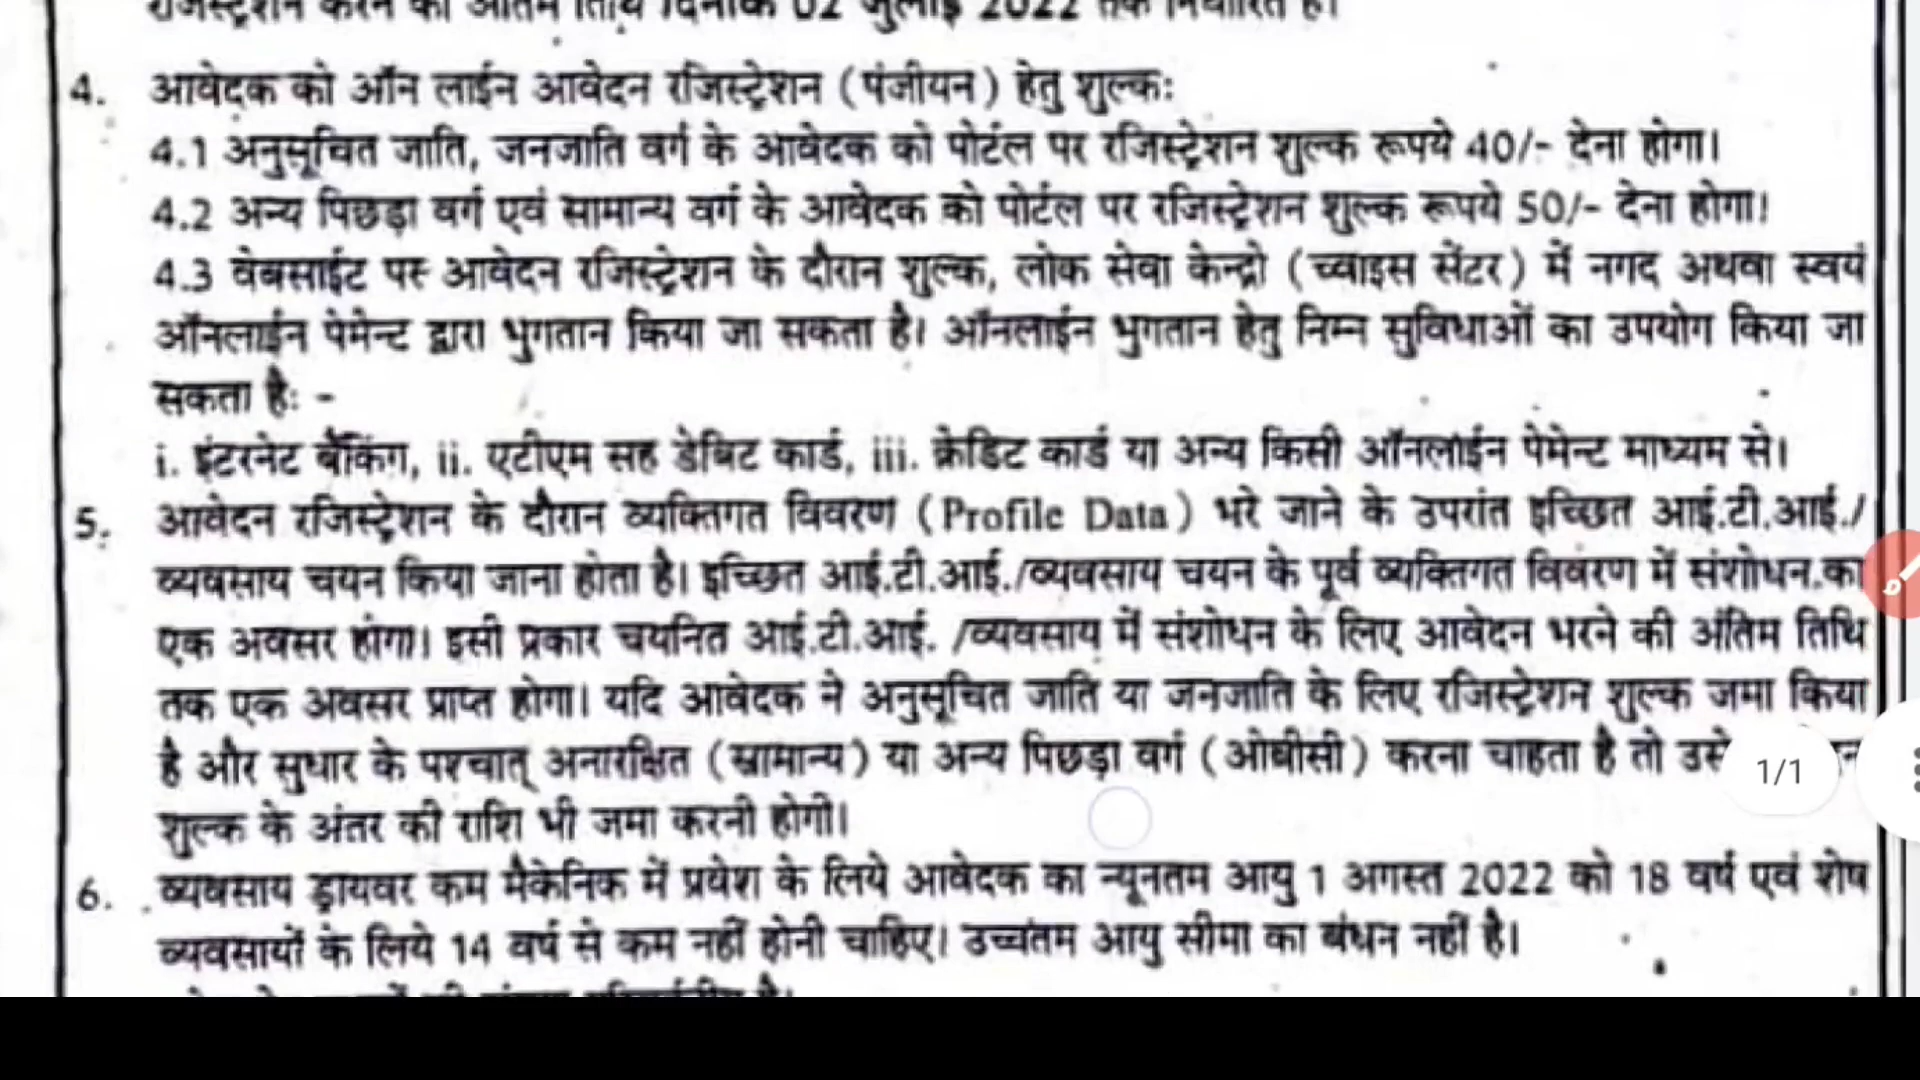 रजिस्ट्रेशन करने की अंतिम तिथि दिनांक 02 जुलाई 2022 तक निर्धारित है।
4. आवेदक को ऑन लाईन आवेदन रजिस्ट्रेशन (पंजीयन) हेतु शुल्कः
4.1 अनुसूचित जाति, जनजाति वर्ग के आवेदक को पोर्टल पर रजिस्ट्रेशन शुल्क रूपये 40/- देना होगा।
4.2 अन्य पिछड़ा वर्ग एवं सामान्य वर्ग के आवेदक को पोर्टल पर रजिस्ट्रेशन शुल्क रूपये 50/- देना होगा।
4.3 वेबसाईट पर आवेदन रजिस्ट्रेशन के दौरान शुल्क, लोक सेवा केन्द्रो (च्वाइस सेंटर) में नगद अथवा स्वयं
ऑनलाईन पेमेन्ट द्वारा भुगतान किया जा सकता है। ऑनलाईन भुगतान हेतु निम्न सुविधाओं का उपयोग किया जा
सकता हैः -
i. इंटरनेट बैंकिंग, ii. एटीएम सह डेबिट कार्ड, iii. क्रेडिट कार्ड या अन्य किसी ऑनलाईन पेमेन्ट माध्यम से।
5. आवेदन रजिस्ट्रेशन के दौरान व्यक्तिगत विवरण (Profile Data) भरे जाने के उपरांत इच्छित आई.टी.आई./
व्यवसाय चयन किया जाना होता है। इच्छित आई.टी.आई./व्यवसाय चयन के पूर्व व्यक्तिगत विवरण में संशोधन का
एक अवसर होगा। इसी प्रकार चयनित आई.टी.आई. /व्यवसाय में संशोधन के लिए आवेदन भरने की अंतिम तिथि
तक एक अवसर प्राप्त होगा। यदि आवेदक ने अनुसूचित जाति या जनजाति के लिए रजिस्ट्रेशन शुल्क जमा किया
है और सुधार के पश्चात् अनारक्षित (सामान्य) या अन्य पिछड़ा वर्ग (ओबीसी) करना चाहता है तो उसे
1/1
शुल्क के अंतर की राशि भी जमा करनी होगी।
6. व्यवसाय ड्रायवर कम मैकेनिक में प्रवेश के लिये आवेदक का न्यूनतम आयु 1 अगस्त 2022 को 18 वर्ष एवं शेष
व्यवसायों के लिये 14 वर्ष से कम नहीं होनी चाहिए। उच्चतम आयु सीमा का बंधन नहीं है।